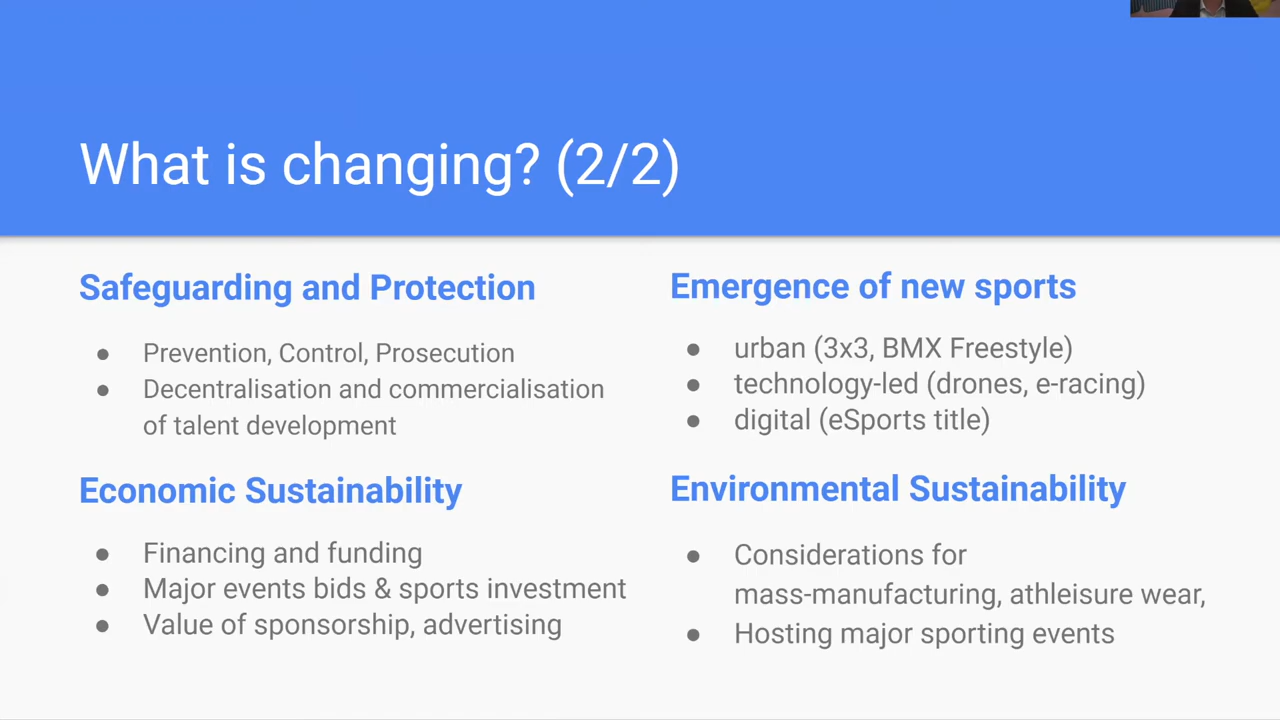 What is changing? (2/2)
Safeguarding and Protection
Prevention, Control, Prosecution
Decentralisation and commercialisation
of talent development
Economic Sustainability
Financing and funding
Major events bids & sports investment
Value of sponsorship, advertising
Emergence of new sports
urban (3x3, BMX Freestyle)
technology-led (drones, e-racing)
digital (eSports title)
Environmental Sustainability
Considerations for
mass-manufacturing, athleisure wear,
Hosting major sporting events